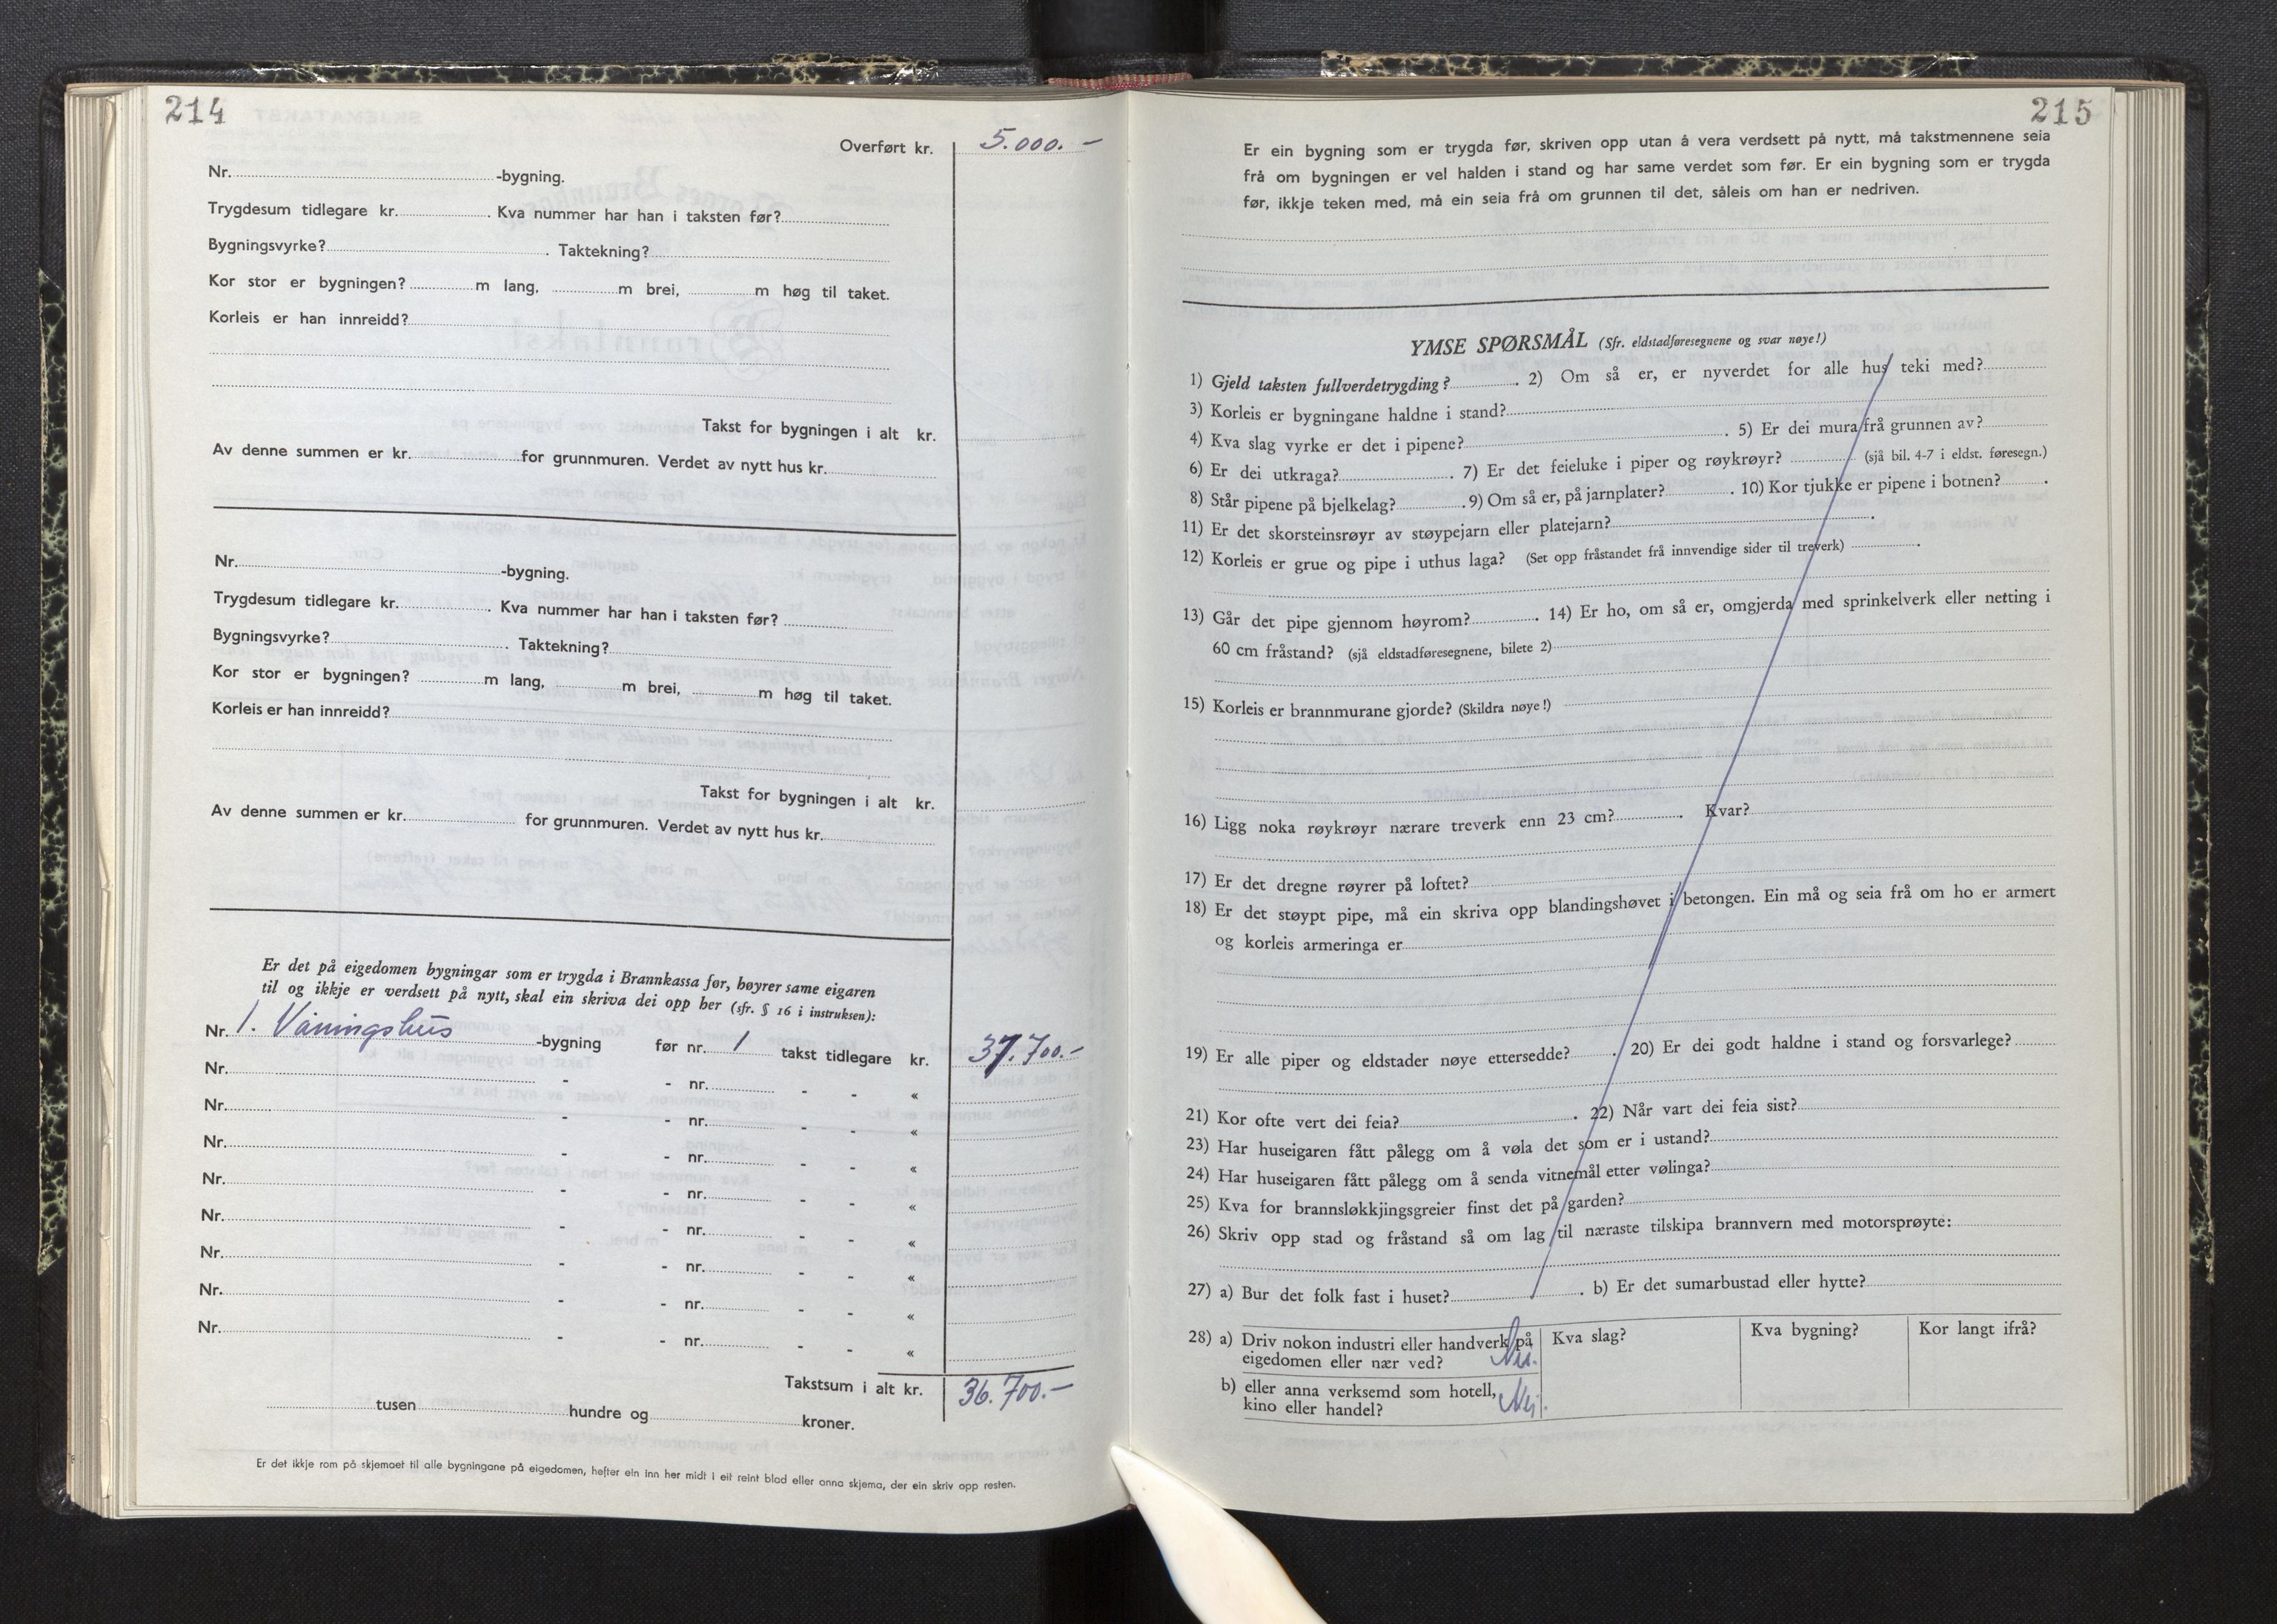 214
Overført kr. 5.000.-
Nr. -bygning.
Trygdesum tidlegare kr. . Kva nummer har han i taksten før?
Bygningsvyrke? . Taktekning?
Kor stor er bygningen? m lang, m brei, m høg til taket.
Korleis er han innreidd?
Takst for bygningen i alt kr.
Av denne summen er kr. for grunnmuren. Verdet av nytt hus kr.
Nr. -bygning.
Trygdesum tidlegare kr. . Kva nummer har han i taksten før?
Bygningsvyrke? . Taktekning?
Kor stor er bygningen? m lang, m brei, m høg til taket.
Korleis er han innreidd?
Takst for bygningen i alt kr.
Av denne summen er kr. for grunnmuren. Verdet av nytt hus kr.
Er det på eigedomen bygningar som er trygda i Brannkassa før, høyrer same eigaren
til og ikkje er verdsett på nytt, skal ein skriva dei opp her (sfr. § 16 i instruksen):
Nr. 1. Våningshus -bygning før nr. 1 takst tidlegare kr. 37.700.-
Nr. - - nr. - - «
Nr. - - nr. - - «
Nr. - - nr. - - «
Nr. - - nr. - - «
Nr. - - nr. - - «
Nr. - - nr. - - «
Nr. - - nr. - - «
Nr. - - nr. - - «
Takstsum i alt kr. 36.700.-
tusen hundre og kroner.
Er det ikkje rom på skjemaet til alle bygningane på eigedomen, hefter ein inn her midt i eit reint blad eller anna skjema, der ein skriv opp resten.
215
Er ein bygning som er trygda før, skriven opp utan å vera verdsett på nytt, må takstmennene seia
frå om bygningen er vel halden i stand og har same verdet som før. Er ein bygning som er trygda
før, ikkje teken med, må ein seia frå om grunnen til det, såleis om han er nedriven.
YMSE SPØRSMÅL (Sfr. eldstadføresegnene og svar nøye!)
1) Gjeld taksten fullverdetrygding? . 2) Om så er, er nyverdet for alle hus teki med?
3) Korleis er bygningane haldne i stand?
4) Kva slag vyrke er det i pipene? . 5) Er dei mura frå grunnen av?
6) Er dei utkraga? . 7) Er det feieluke i piper og røykrøyr? (sjå bil. 4-7 i eldst. føresegn.)
8) Står pipene på bjelkelag? . 9) Om så er, på jarnplater? . 10) Kor tjukke er pipene i botnen? .
11) Er det skorsteinsrøyr av støypejarn eller platejarn? .
12) Korleis er grue og pipe i uthus laga? (Set opp fråstandet frå innvendige sider til treverk) .
13) Går det pipe gjennom høyrom? . 14) Er ho, om så er, omgjerda med sprinkelverk eller netting i
60 cm fråstand? (sjå eldstadføresegnene, bilete 2)
15) Korleis er brannmurane gjorde? (Skildra nøye!)
16) Ligg noka røykrøyr nærare treverk enn 23 cm? . Kvar?
17) Er det dregne røyrer på loftet?
18) Er det støypt pipe, må ein skriva opp blandingshøvet i betongen. Ein må og seia frå om ho er armert
og korleis armeringa er
19) Er alle piper og eldstader nøye ettersedde? . 20) Er dei godt haldne i stand og forsvarlege?
21) Kor ofte vert dei feia? . 22) Når vart dei feia sist?
23) Har huseigaren fått pålegg om å vøla det som er i ustand?
24) Har huseigaren fått pålegg om å senda vitnemål etter vølinga?
25) Kva for brannsløkkjingsgreier finst det på garden?
26) Skriv opp stad og fråstand så om lag til næraste tilskipa brannvern med motorsprøyte:
27) a) Bur det folk fast i huset? . b) Er det sumarbustad eller hytte?
28) a) Driv nokon industri eller handverk på Kva slag? Kva bygning? Kor langt ifrå?
eigedomen eller nær ved? Nei.
b) eller anna verksemd som hotell,
kino eller handel? Nei.